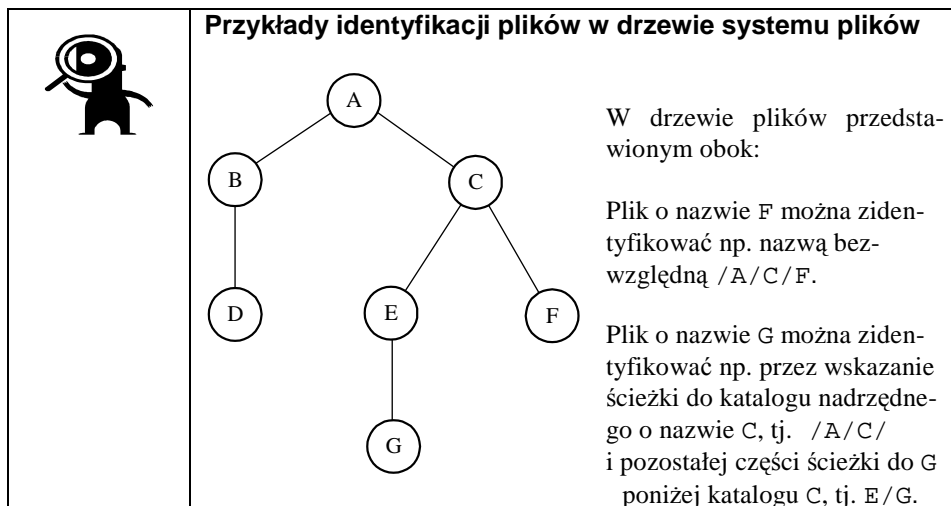 Przykłady identyfikacji plików w drzewie systemu plików
A
B
C
D
E
F
G
W drzewie plików przedsta-
wionym obok:
Plik o nazwie F można ziden-
tyfikować np. nazwą bez-
względną /A/C/F.
Plik o nazwie G można ziden-
tyfikować np. przez wskazanie
ścieżki do katalogu nadrzędne-
go o nazwie C, tj. /A/C/
i pozostałej części ścieżki do G
poniżej katalogu C, tj. E/G.